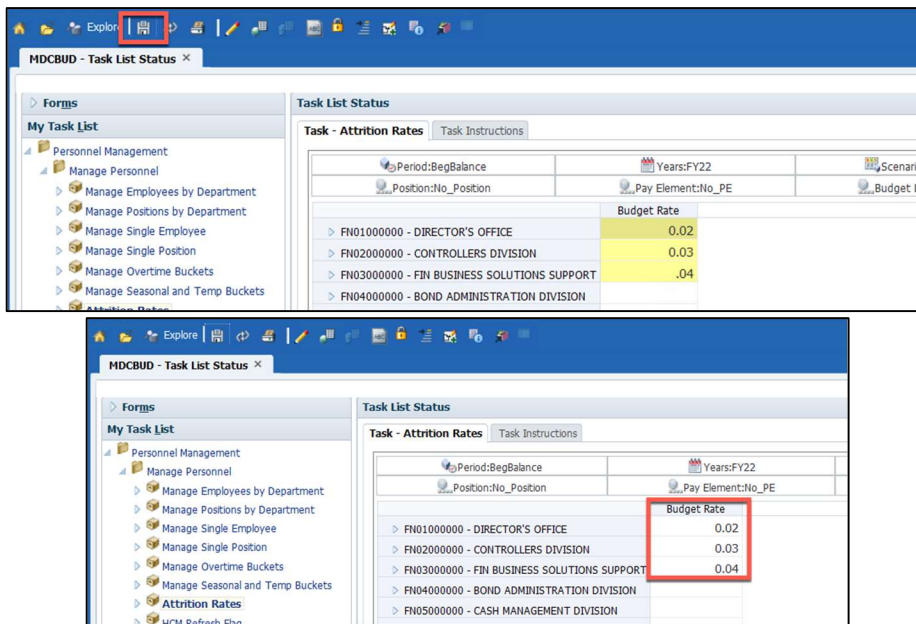 Explor
MDCBUD - Task List Status ×
Forms
My Task List
Personnel Management
Manage Personnel
Manage Employees by Department
Manage Positions by Department
Manage Single Employee
Manage Single Position
Manage Overtime Buckets
Manage Seasonal and Temp Buckets
Attrition Rates
Task List Status
Task - Attrition Rates Task Instructions
Period:BegBalance Years:FY22 Scenari
Position:No_Position Pay Element:No_PE Budget
Budget Rate
FN01000000 - DIRECTOR'S OFFICE 0.02
FN02000000 - CONTROLLERS DIVISION 0.03
FN03000000 - FIN BUSINESS SOLUTIONS SUPPORT .04
FN04000000 - BOND ADMINISTRATION DIVISION
Explore
MDCBUD - Task List Status ×
Forms
My Task List
Personnel Management
Manage Personnel
Manage Employees by Department
Manage Positions by Department
Manage Single Employee
Manage Single Position
Manage Overtime Buckets
Manage Seasonal and Temp Buckets
Attrition Rates
HCM Refresh Flag
Task List Status
Task - Attrition Rates Task Instructions
Period:BegBalance Years:FY22
Position:No_Position Pay Element:No_PE
Budget Rate
FN01000000 - DIRECTOR'S OFFICE 0.02
FN02000000 - CONTROLLERS DIVISION 0.03
FN03000000 - FIN BUSINESS SOLUTIONS SUPPORT 0.04
FN04000000 - BOND ADMINISTRATION DIVISION
FN05000000 - CASH MANAGEMENT DIVISION